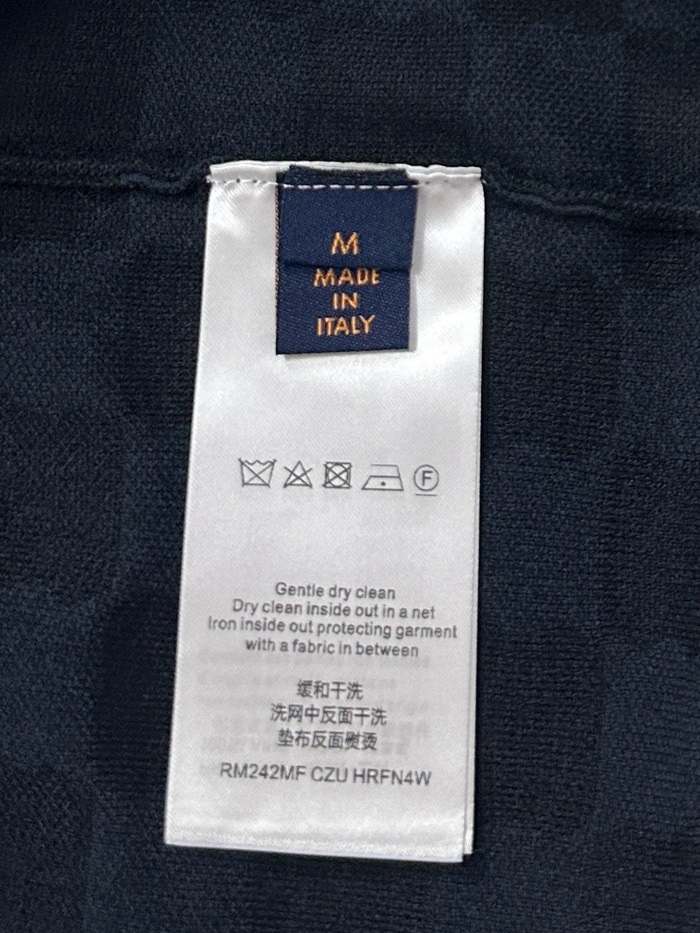 M
MADE
IN
ITALY
F
Gentle dry clean
Dry clean inside out in a net
Iron inside out protecting garment
with a fabric in between
缓和干洗
洗网中反面干洗
垫布反面熨烫
RM242MF CZU HRFN4W